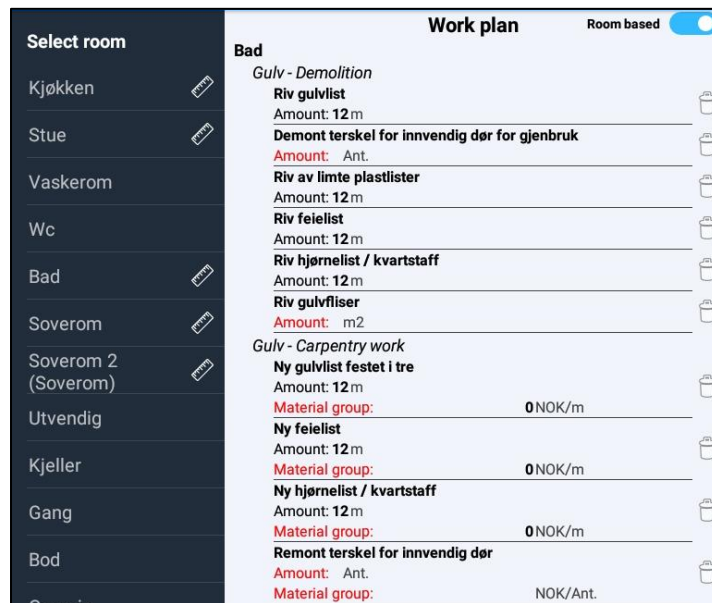 Select room
Kjøkken
Stue
Vaskerom
Wc
Bad
Soverom
Soverom 2
(Soverom)
Utvendig
Kjeller
Gang
Bod
Work plan
Room based
Bad
Gulv - Demolition
Riv gulvlist
Amount: 12 m
Demont terskel for innvendig dør for gjenbruk
Amount: Ant.
Riv av limte plastlister
Amount: 12 m
Riv feielist
Amount: 12 m
Riv hjørnelist / kvartstaff
Amount: 12 m
Riv gulvfliser
Amount: m2
Gulv - Carpentry work
Ny gulvlist festet i tre
Amount: 12 m
Material group: 0 NOK/m
Ny feielist
Amount: 12 m
Material group: 0 NOK/m
Ny hjørnelist / kvartstaff
Amount: 12 m
Material group: 0 NOK/m
Remont terskel for innvendig dør
Amount: Ant.
Material group: NOK/Ant.